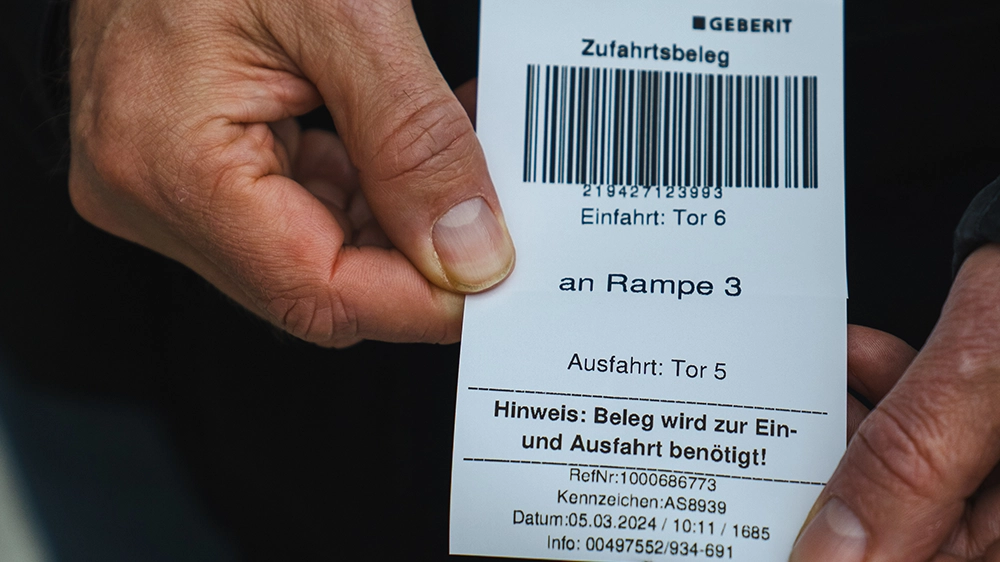 GEBERIT
Zufahrtsbeleg
219427123993
Einfahrt: Tor 6
an Rampe 3
Ausfahrt: Tor 5
Hinweis: Beleg wird zur Ein-
und Ausfahrt benötigt!
RefNr:1000686773
Kennzeichen:AS8939
Datum:05.03.2024 / 10:11 / 1685
Info: 00497552/934-691